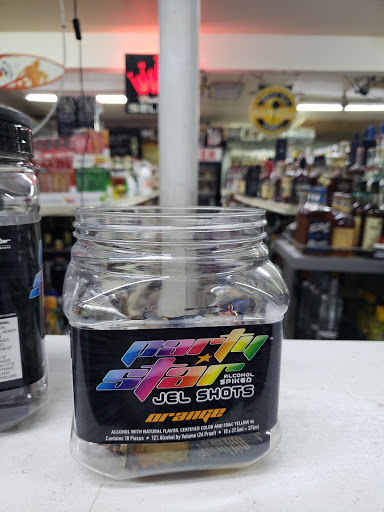 party
star
ALCOHOL
SPIKED
JEL SHOTS
orange
ALCOHOL WITH NATURAL FLAVOR, CERTIFIED COLOR AND FD&C YELLOW #6
Contains 10 Pieces • 12% Alcohol by Volume (24 Proof) • 10 x 37.5mL = 375ml